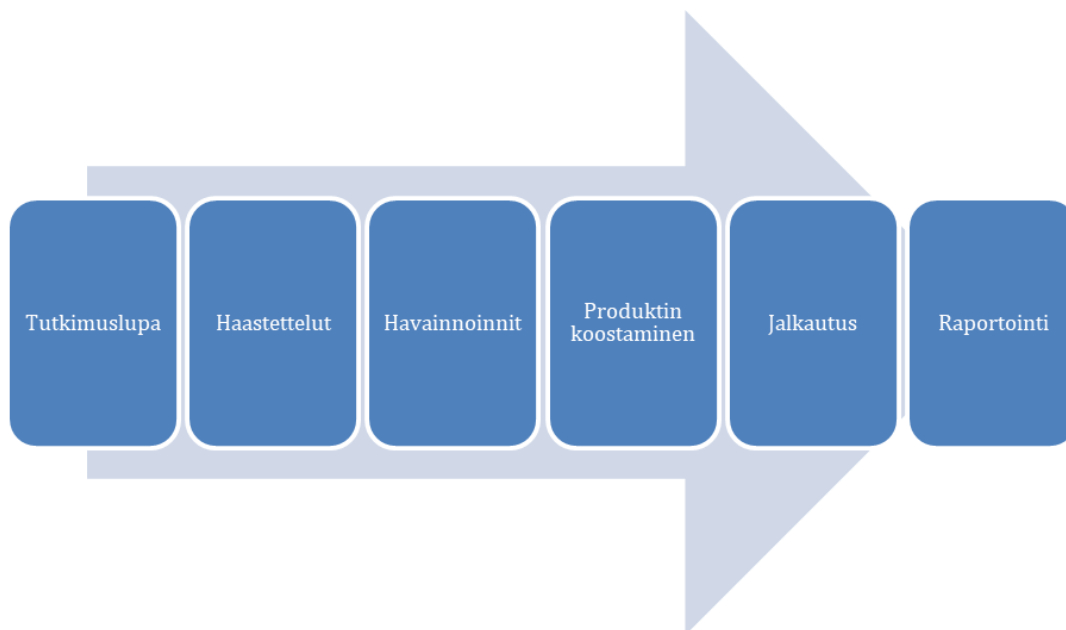 Tutkimuslupa
Haastettelut
Havainnoinnit
Produktin
koostaminen
Jalkautus
Raportointi